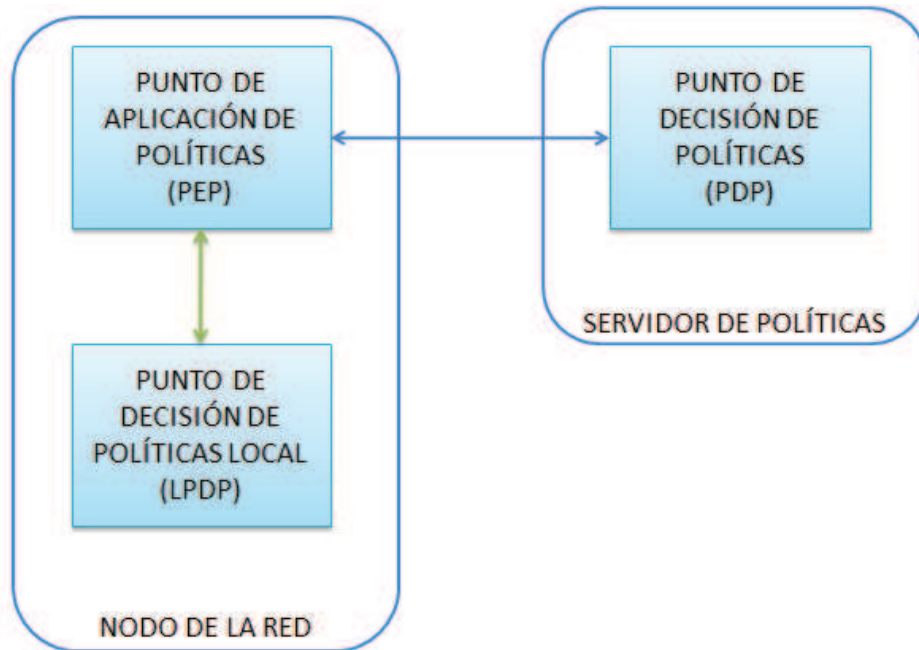 PUNTO DE
APLICACIÓN DE
POLÍTICAS
(PEP)
PUNTO DE
DECISIÓN DE
POLÍTICAS
(PDP)
SERVIDOR DE POLÍTICAS
PUNTO DE
DECISIÓN DE
POLÍTICAS LOCAL
(LPDP)
NODO DE LA RED